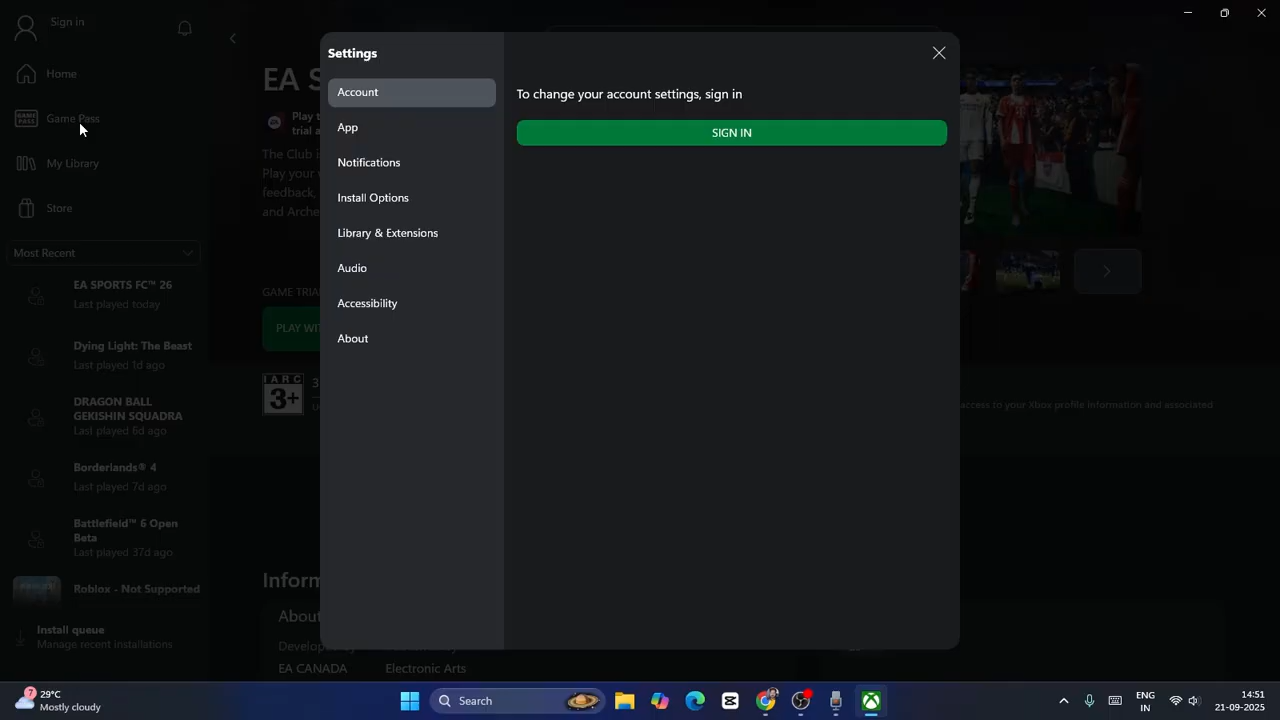 Sign in
Home
GAME PASS
Game Pass
My Library
Store
Most Recent
EA SPORTS FC™ 26
Last played today
Dying Light: The Beast
Last played 1d ago
DRAGON BALL
GEKISHIN SQUADRA
Last played 6d ago
Borderlands® 4
Last played 7d ago
Battlefield™ 6 Open
Beta
Last played 37d ago
Roblox - Not Supported
Install queue
Manage recent installations
EA S
Play t
trial a
The Club i
Play your
feedback,
and Arche
GAME TRIA
PLAY WIT
IARC
3+
3
Inform
About
EA CANADA
Electronic Arts
access to your Xbox profile information and associated
Settings
Account
App
Notifications
Install Options
Library & Extensions
Audio
Accessibility
About
To change your account settings, sign in
SIGN IN
7
29°C
Mostly cloudy
Search
ENG
IN
14:51
21-09-2025